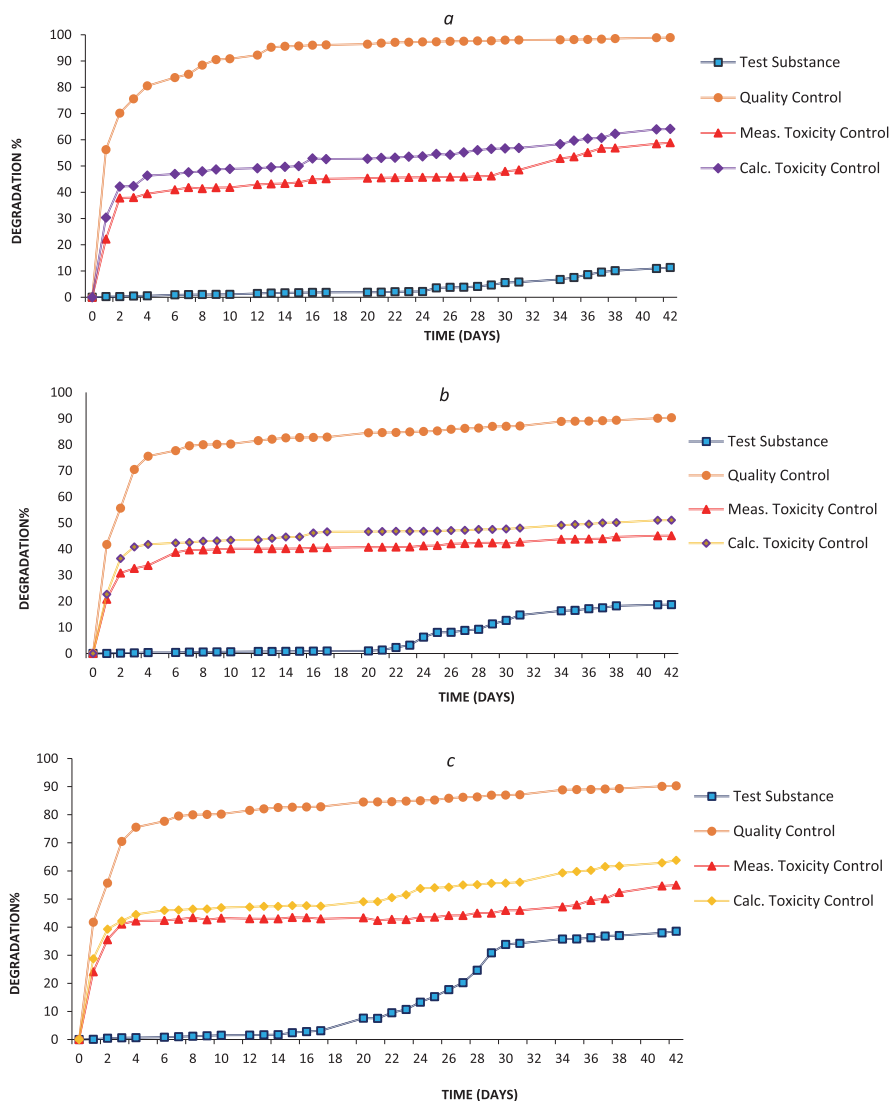 a
100
90
80
70
60
50
40
30
20
10
0
DEGRADATION %
0 2 4 6 8 10 12 14 16 18 20 22 24 26 28 30 32 34 36 38 40 42
TIME (DAYS)
Test Substance
Quality Control
Meas. Toxicity Control
Calc. Toxicity Control
b
100
90
80
70
60
50
40
30
20
10
0
DEGRADATION%
0 2 4 6 8 10 12 14 16 18 20 22 24 26 28 30 32 34 36 38 40 42
TIME (DAYS)
Test Substance
Quality Control
Meas. Toxicity Control
Calc. Toxicity Control
c
100
90
80
70
60
50
40
30
20
10
0
DEGRADATION%
0 2 4 6 8 10 12 14 16 18 20 22 24 26 28 30 32 34 36 38 40 42
TIME (DAYS)
Test Substance
Quality Control
Meas. Toxicity Control
Calc. Toxicity Control